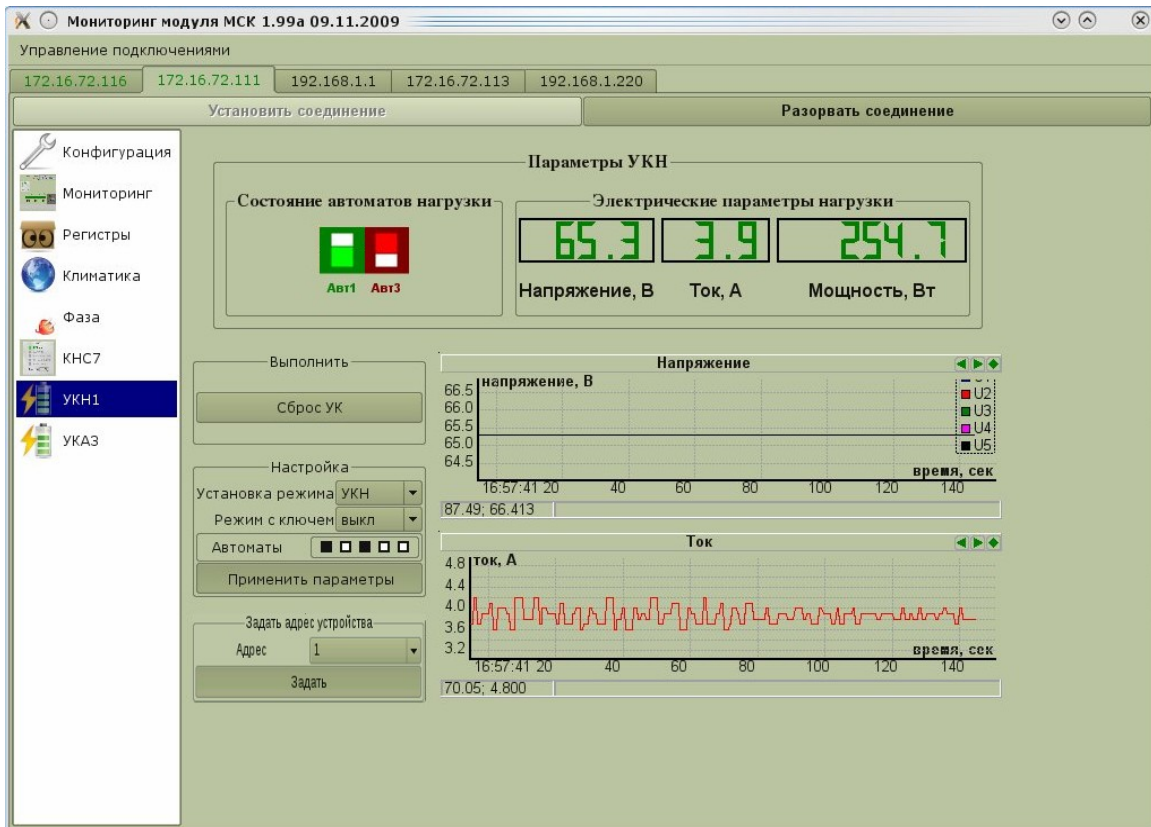 Мониторинг модуля МСК 1.99a 09.11.2009
Управление подключениями
172.16.72.116 172.16.72.111 192.168.1.1 172.16.72.113 192.168.1.220
Установить соединение Разорвать соединение
Конфигурация
Мониторинг
Регистры
Климатика
Фаза
КНС7
УКН1
УКА3
Параметры УКН
Состояние автоматов нагрузки
Авт1 Авт3
Электрические параметры нагрузки
65.3 3.9 254.7
Напряжение, В Ток, А Мощность, Вт
Выполнить
Сброс УК
Настройка
Установка режима УКН
Режим с ключем выкл
Автоматы
Применить параметры
Задать адрес устройства
Адрес 1
Задать
Напряжение
напряжение, В
66.5
66.0
65.5
65.0
64.5
U2
U3
U4
U5
время, сек
16:57:41 20 40 60 80 100 120 140
87.49; 66.413
Ток
ток, А
4.8
4.4
4.0
3.6
3.2
время, сек
16:57:41 20 40 60 80 100 120 140
70.05; 4.800